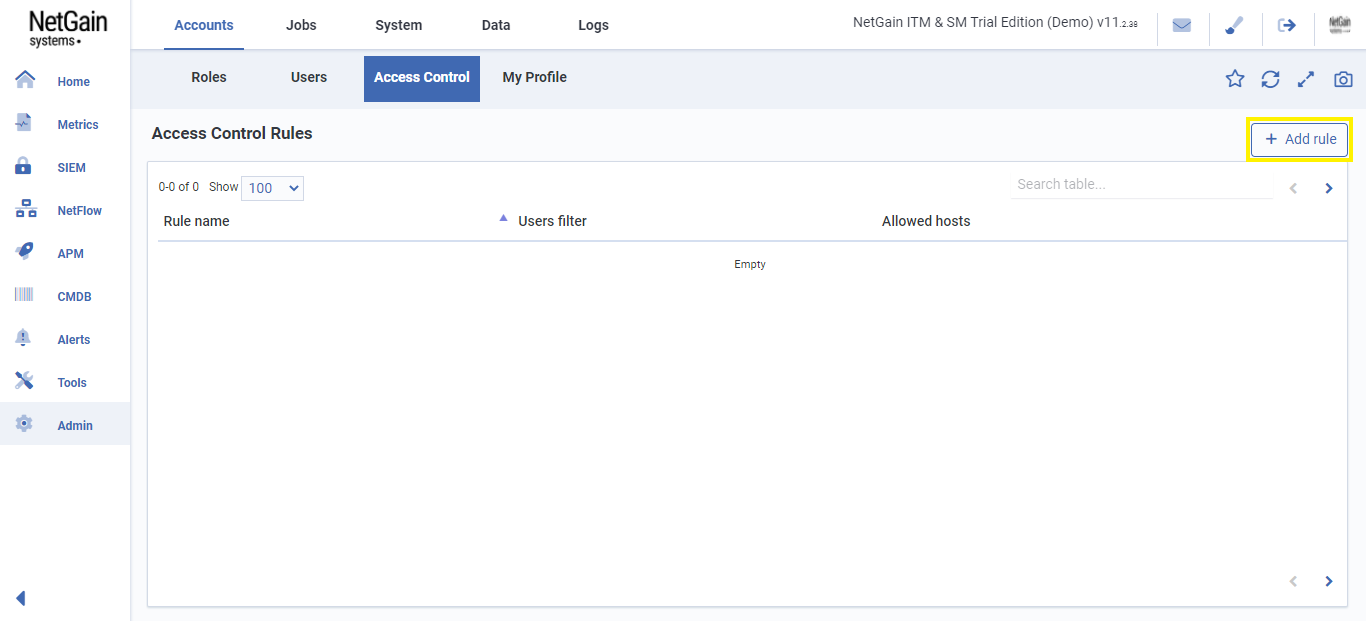 NetGain
systems
Accounts Jobs System Data Logs
NetGain ITM & SM Trial Edition (Demo) v11.2.38
Roles Users Access Control My Profile
Home
Metrics
SIEM
NetFlow
APM
CMDB
Alerts
Tools
Admin
Access Control Rules
+ Add rule
0-0 of 0 Show 100
Search table...
Rule name Users filter Allowed hosts
Empty